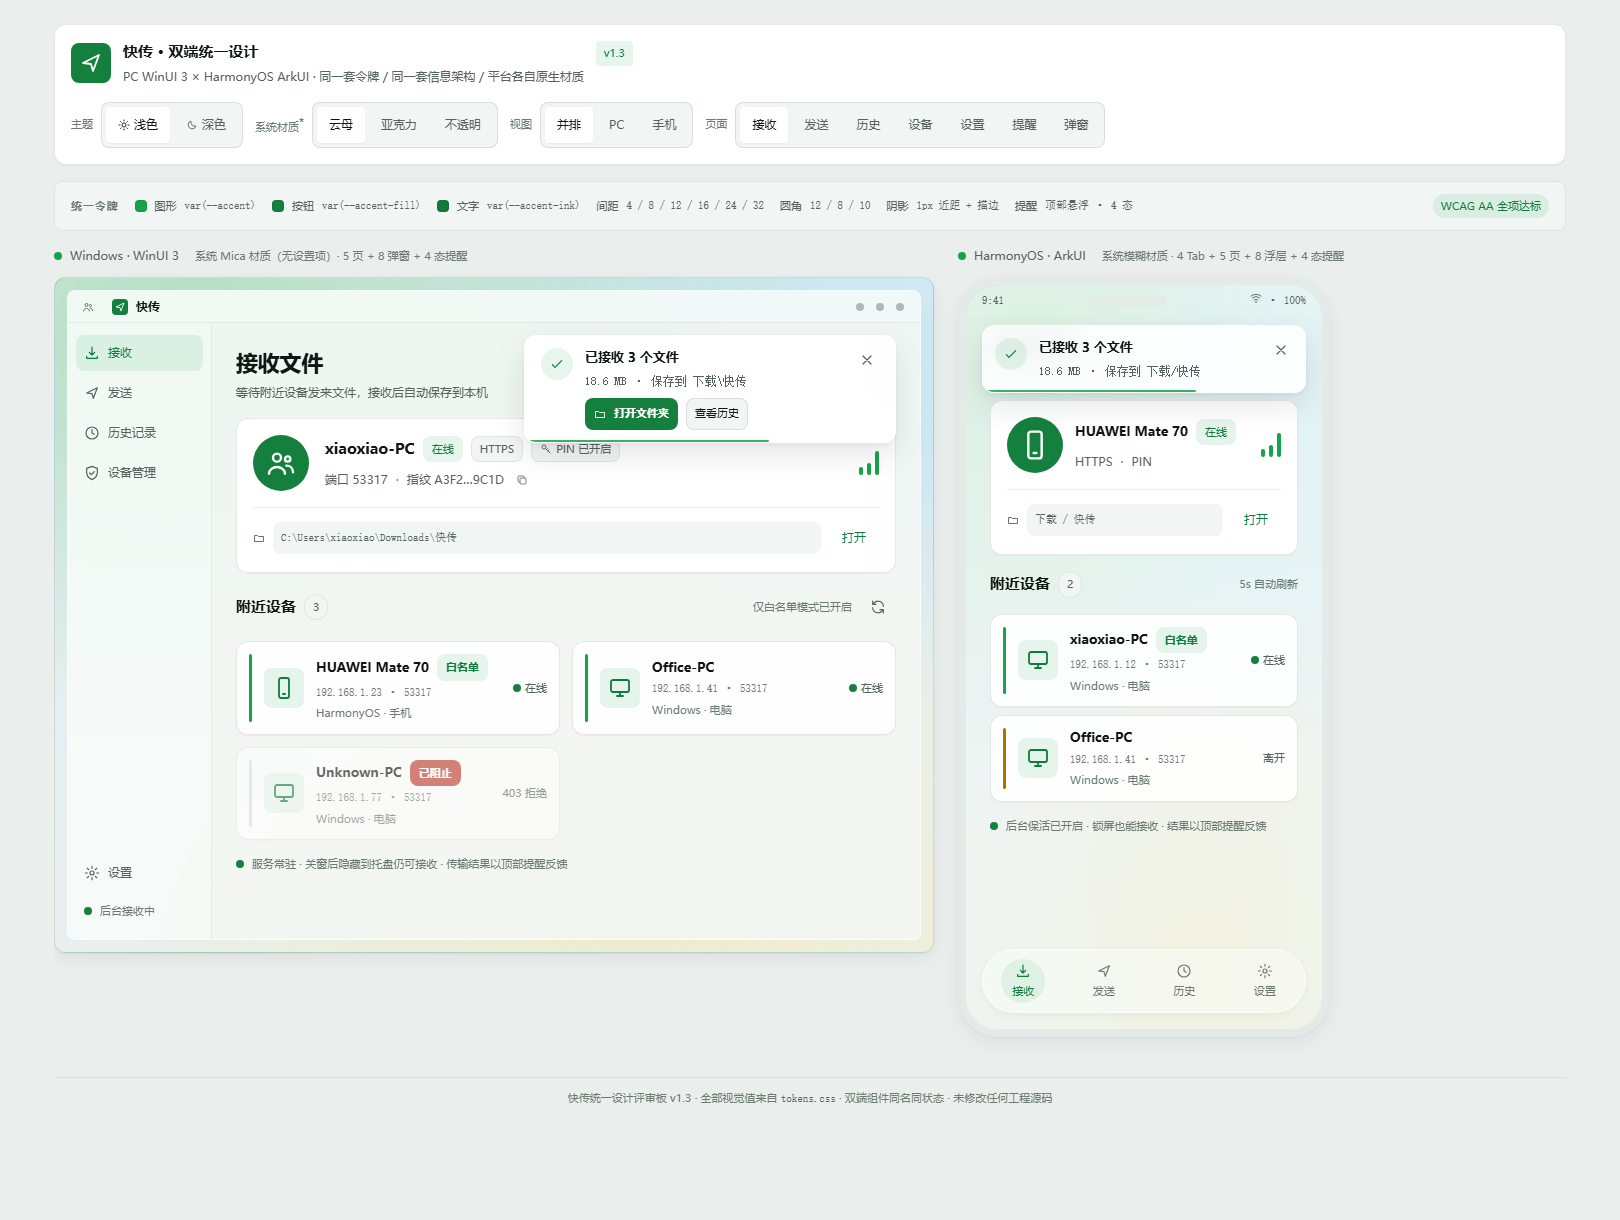 快传 · 双端统一设计
v1.3
PC WinUI 3 × HarmonyOS ArkUI · 同一套令牌 / 同一套信息架构 / 平台各自原生材质
主题 浅色 深色 系统材质* 云母 亚克力 不透明 视图 并排 PC 手机 页面 接收 发送 历史 设备 设置 提醒 弹窗
统一令牌 图形 var(--accent) 按钮 var(--accent-fill) 文字 var(--accent-ink) 间距 4 / 8 / 12 / 16 / 24 / 32 圆角 12 / 8 / 10 阴影 1px 近距 + 描边 提醒 顶部悬浮 · 4 态 WCAG AA 全项达标
Windows · WinUI 3 系统 Mica 材质（无设置项）· 5 页 + 8 弹窗 + 4 态提醒
快传
接收
发送
历史记录
设备管理
设置
后台接收中
接收文件
等待附近设备发来文件，接收后自动保存到本机
已接收 3 个文件
18.6 MB · 保存到 下载\快传
打开文件夹 查看历史
xiaoxiao-PC 在线 HTTPS PIN 已开启
端口 53317 · 指纹 A3F2...9C1D
C:\Users\xiaoxiao\Downloads\快传 打开
附近设备 3 仅白名单模式已开启
HUAWEI Mate 70 白名单
192.168.1.23 · 53317
HarmonyOS · 手机
在线
Office-PC
192.168.1.41 · 53317
Windows · 电脑
在线
Unknown-PC 已阻止
192.168.1.77 · 53317
Windows · 电脑
403 拒绝
服务常驻 · 关窗后隐藏到托盘仍可接收 · 传输结果以顶部提醒反馈
HarmonyOS · ArkUI 系统模糊材质 · 4 Tab + 5 页 + 8 浮层 + 4 态提醒
9:41 · 100%
已接收 3 个文件
18.6 MB · 保存到 下载/快传
HUAWEI Mate 70 在线
HTTPS · PIN
下载 / 快传 打开
附近设备 2 5s 自动刷新
xiaoxiao-PC 白名单
192.168.1.12 · 53317
Windows · 电脑
在线
Office-PC
192.168.1.41 · 53317
Windows · 电脑
离开
后台保活已开启 · 锁屏也能接收 · 结果以顶部提醒反馈
接收 发送 历史 设置
快传统一设计评审板 v1.3 · 全部视觉值来自 tokens.css · 双端组件同名同状态 · 未修改任何工程源码